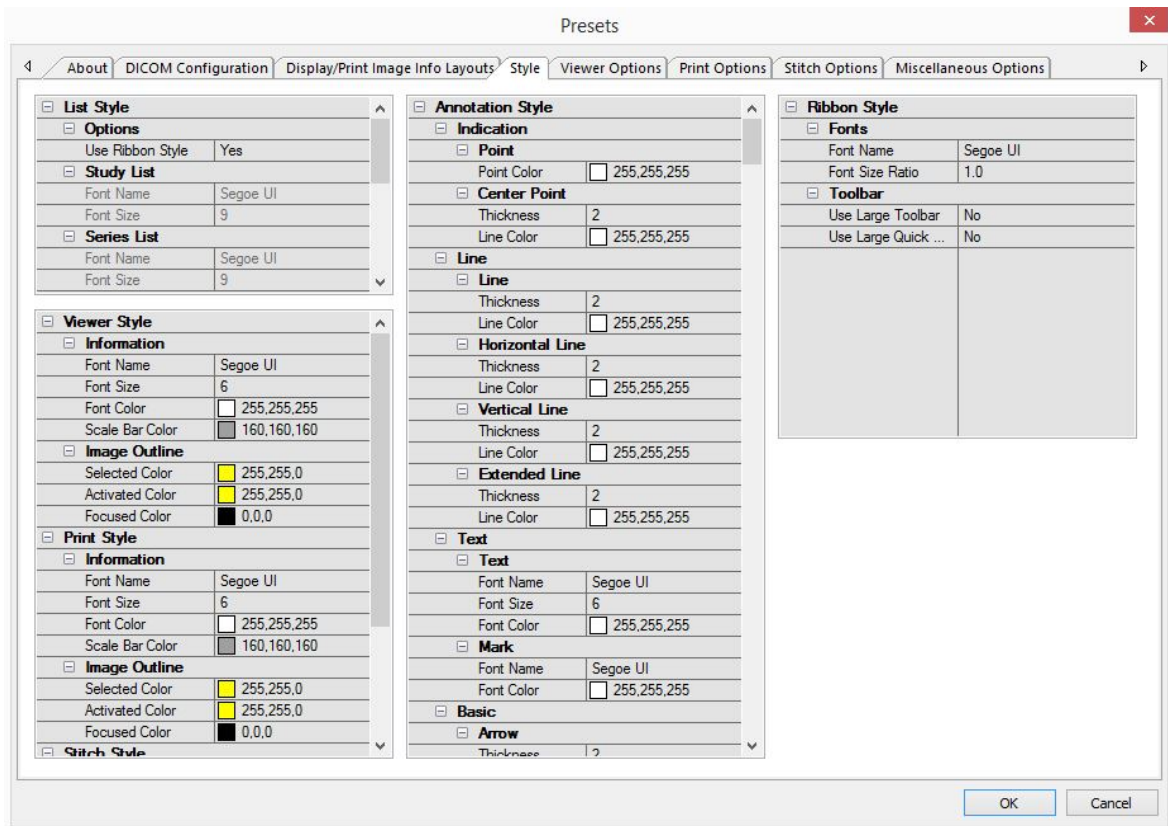 Presets
About DICOM Configuration Display/Print Image Info Layouts Style Viewer Options Print Options Stitch Options Miscellaneous Options
List Style
Options
Use Ribbon Style Yes
Study List
Font Name Segoe UI
Font Size 9
Series List
Font Name Segoe UI
Font Size 9
Viewer Style
Information
Font Name Segoe UI
Font Size 6
Font Color 255,255,255
Scale Bar Color 160,160,160
Image Outline
Selected Color 255,255,0
Activated Color 255,255,0
Focused Color 0,0,0
Print Style
Information
Font Name Segoe UI
Font Size 6
Font Color 255,255,255
Scale Bar Color 160,160,160
Image Outline
Selected Color 255,255,0
Activated Color 255,255,0
Focused Color 0,0,0
Stitch Style
Annotation Style
Indication
Point
Point Color 255,255,255
Center Point
Thickness 2
Line Color 255,255,255
Line
Line
Thickness 2
Line Color 255,255,255
Horizontal Line
Thickness 2
Line Color 255,255,255
Vertical Line
Thickness 2
Line Color 255,255,255
Extended Line
Thickness 2
Line Color 255,255,255
Text
Text
Font Name Segoe UI
Font Size 6
Font Color 255,255,255
Mark
Font Name Segoe UI
Font Color 255,255,255
Basic
Arrow
Thickness 2
Ribbon Style
Fonts
Font Name Segoe UI
Font Size Ratio 1.0
Toolbar
Use Large Toolbar No
Use Large Quick ... No
OK Cancel